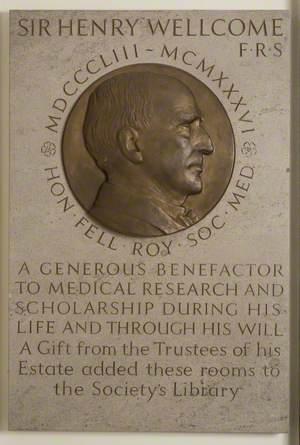 SIR HENRY WELLCOME
F·R·S
MDCCCLIII ~ MCMXXXVI
HON · FELL · ROY · SOC · MED
A GENEROUS BENEFACTOR
TO MEDICAL RESEARCH AND
SCHOLARSHIP DURING HIS
LIFE AND THROUGH HIS WILL
A Gift from the Trustees of his
Estate added these rooms to
the Society's Library